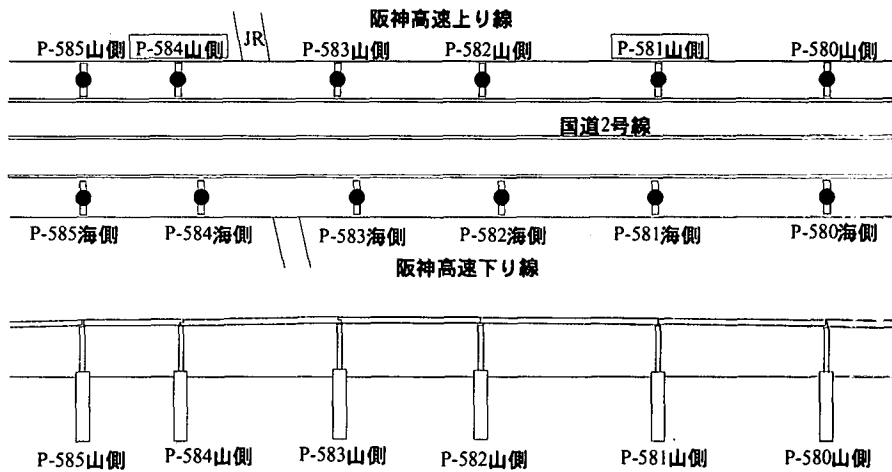 阪神高速上り線
P-585山側 P-584山側 JR P-583山側 P-582山側 P-581山側 P-580山側
国道2号線
P-585海側 P-584海側 P-583海側 P-582海側 P-581海側 P-580海側
阪神高速下り線
P-585山側 P-584山側 P-583山側 P-582山側 P-581山側 P-580山側